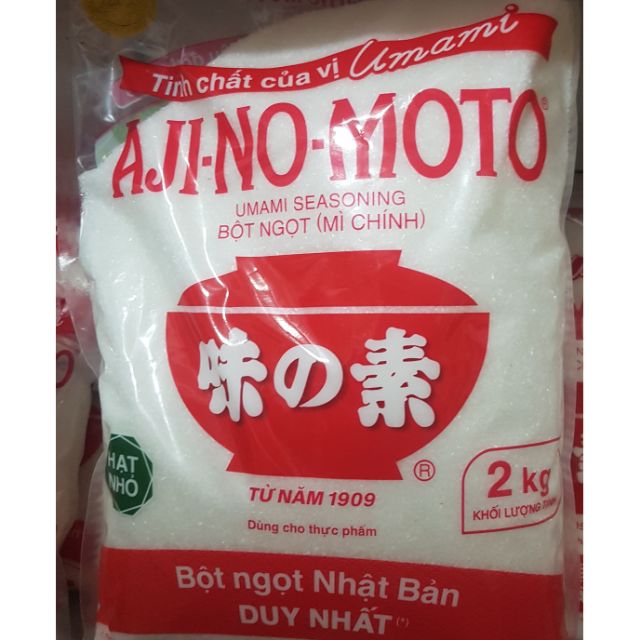 Tinh chất của vị Umami
AJI-NO-MOTO®
UMAMI SEASONING
BỘT NGỌT (MÌ CHÍNH)
味の素
®
HẠT
NHỎ
2 kg
KHỐI LƯỢNG TỊNH
TỪ NĂM 1909
Dùng cho thực phẩm
Bột ngọt Nhật Bản
DUY NHẤT (*)